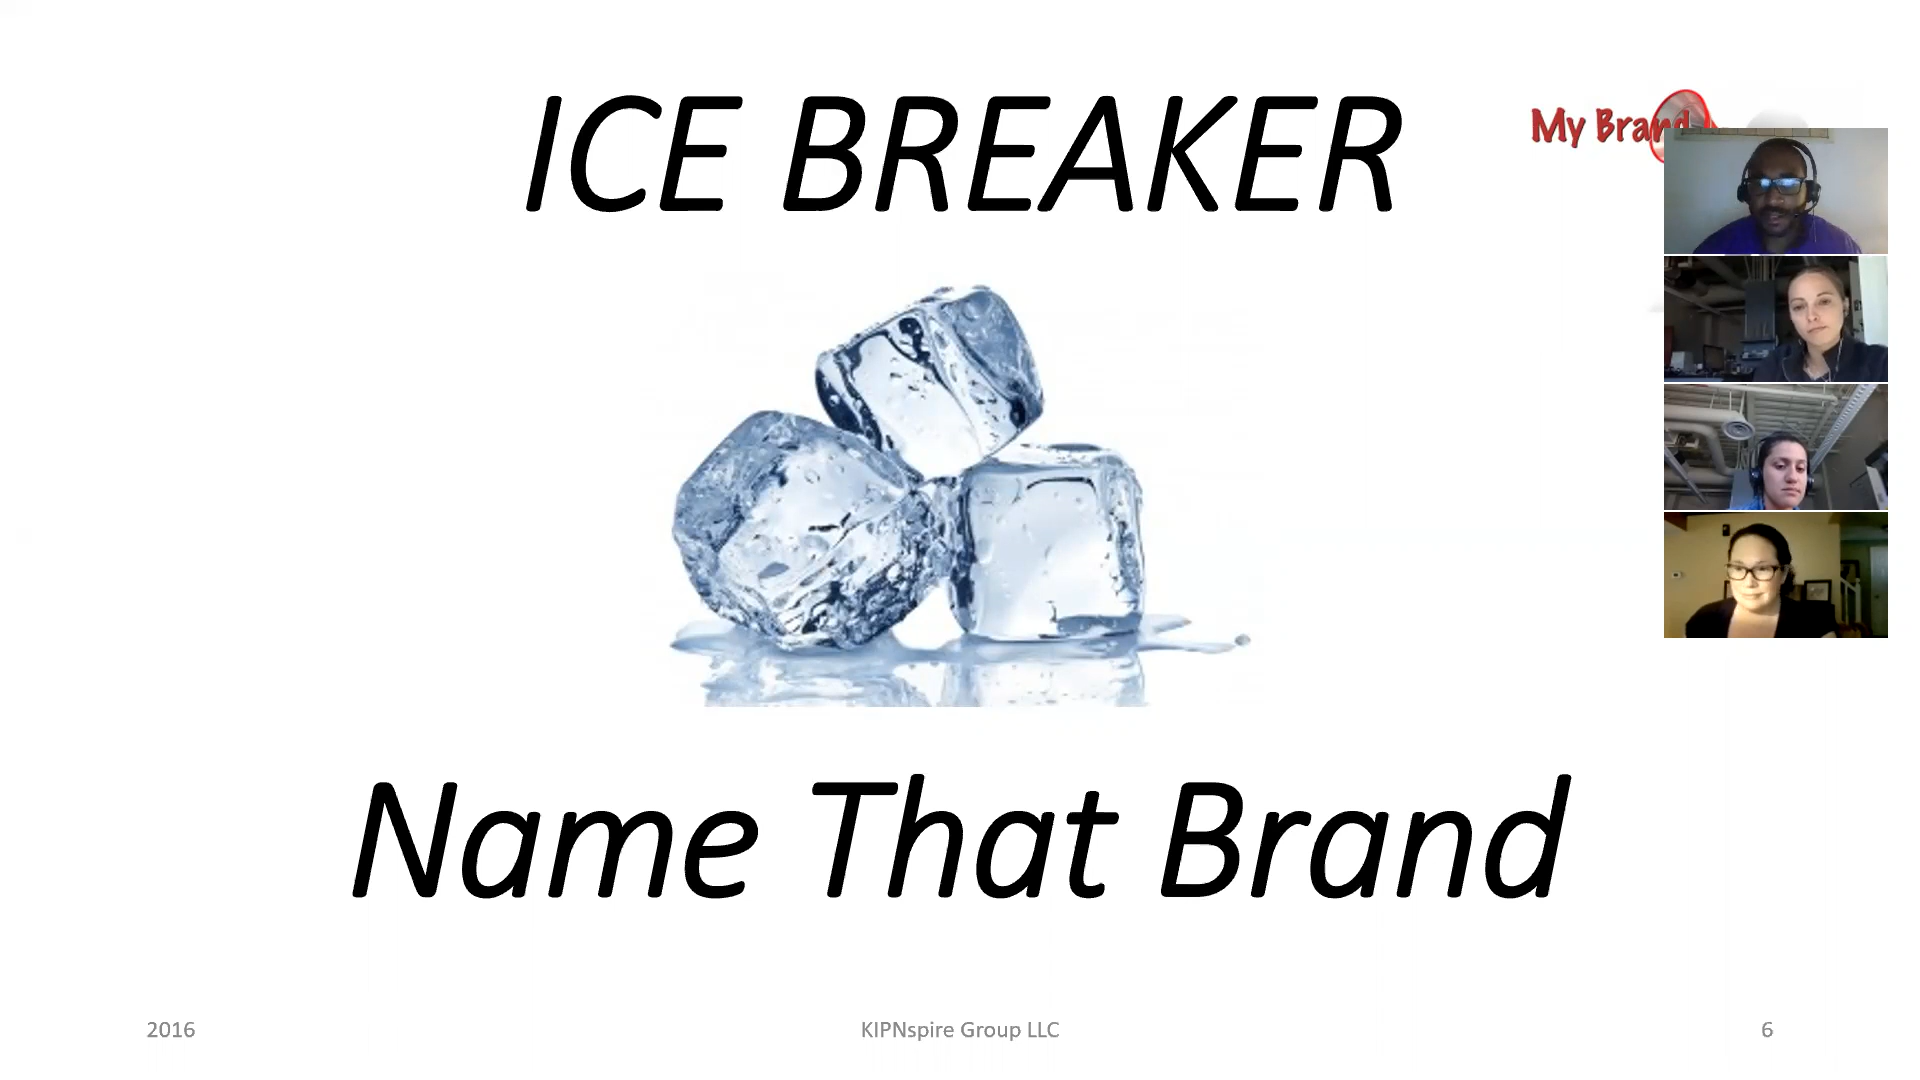 ICE BREAKER
My Brand
Name That Brand
2016
KIPNspire Group LLC
6